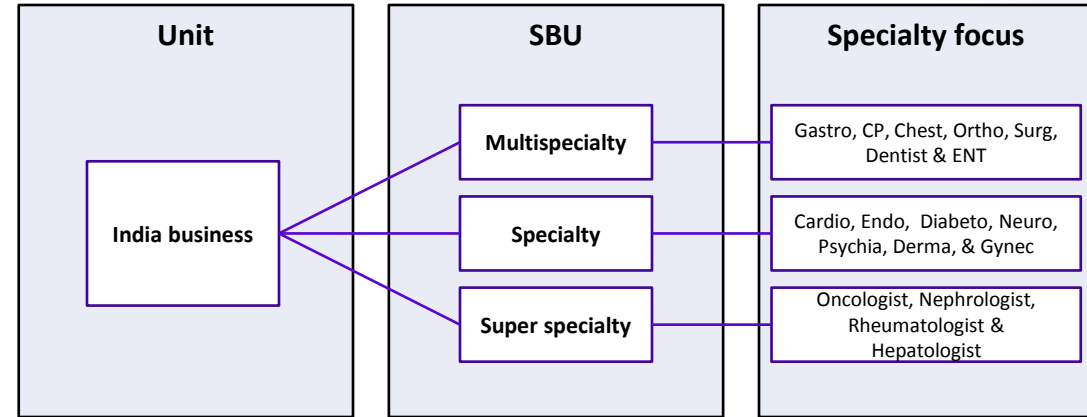 Unit
SBU
Specialty focus
India business
Multispecialty
Gastro, CP, Chest, Ortho, Surg,
Dentist & ENT
Specialty
Cardio, Endo,  Diabeto, Neuro,
Psychia, Derma, & Gynec
Super specialty
Oncologist, Nephrologist,
Rheumatologist &
Hepatologist